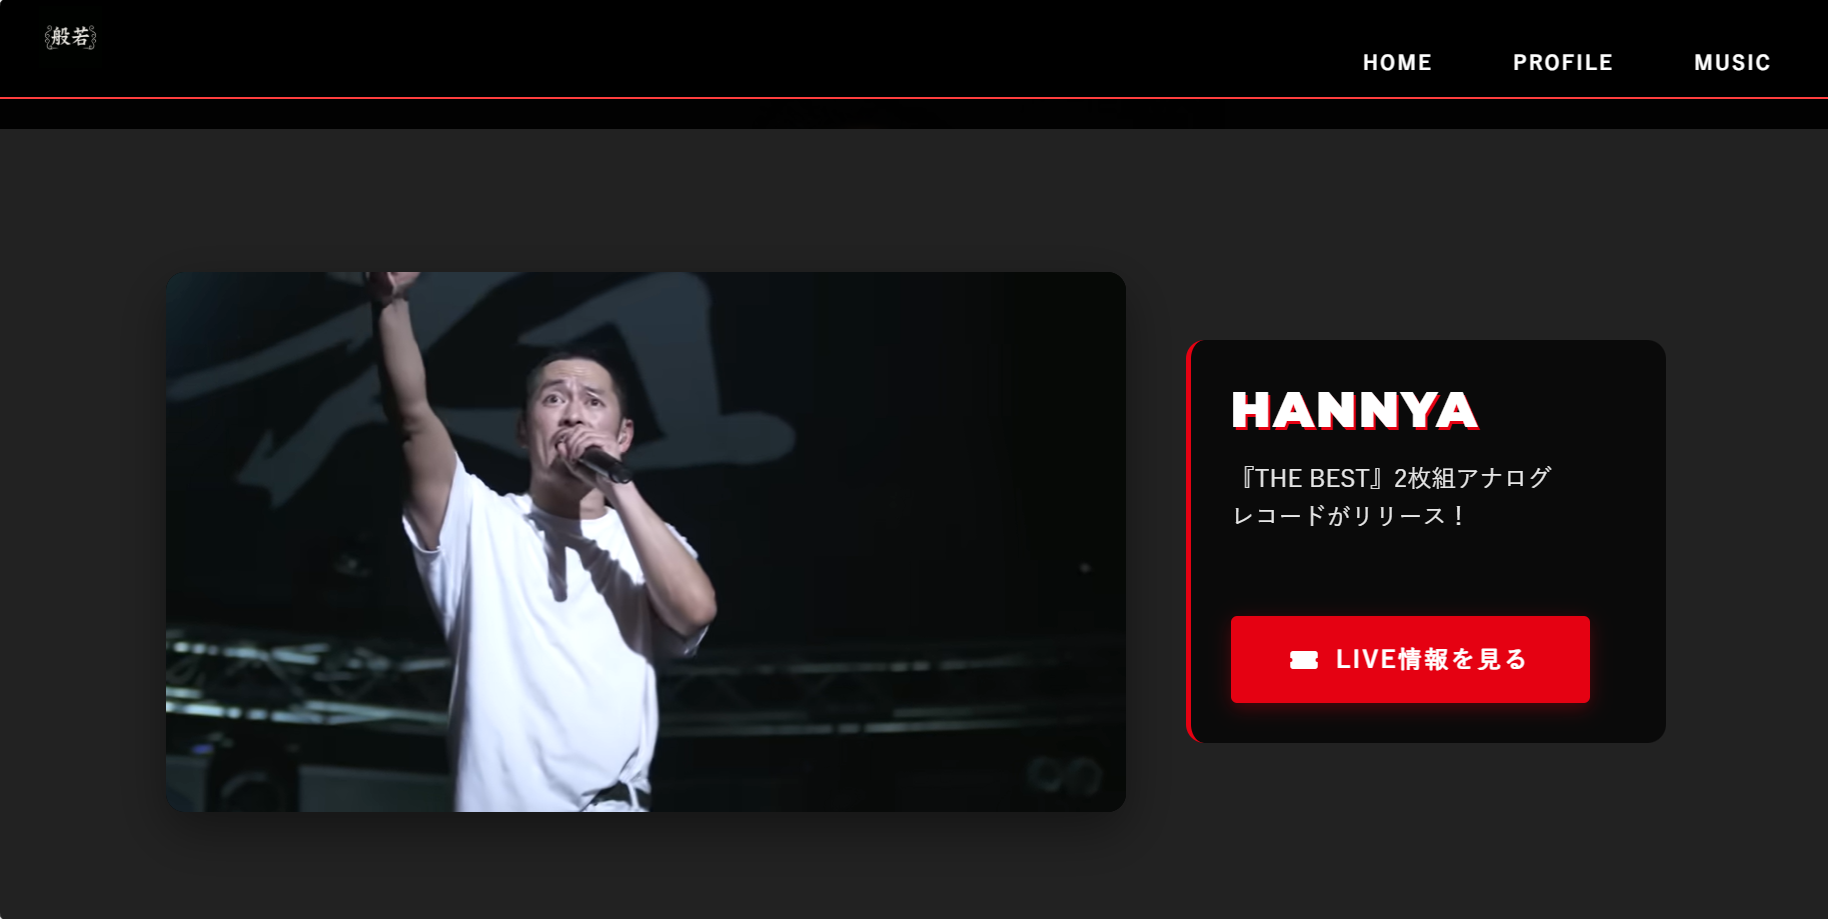 般若
HOME PROFILE MUSIC
HANNYA
『THE BEST』2枚組アナログ
レコードがリリース！
LIVE情報を見る